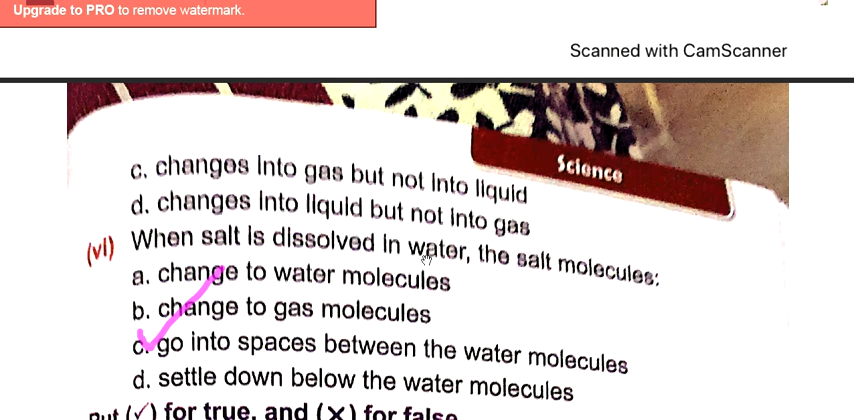 Upgrade to PRO to remove watermark.
Scanned with CamScanner
Science
c. changes into gas but not into liquid
d. changes into liquid but not into gas
(vi) When salt is dissolved in water, the salt molecules:
a. change to water molecules
b. change to gas molecules
c. go into spaces between the water molecules
d. settle down below the water molecules
Put (✓) for true, and (✗) for false